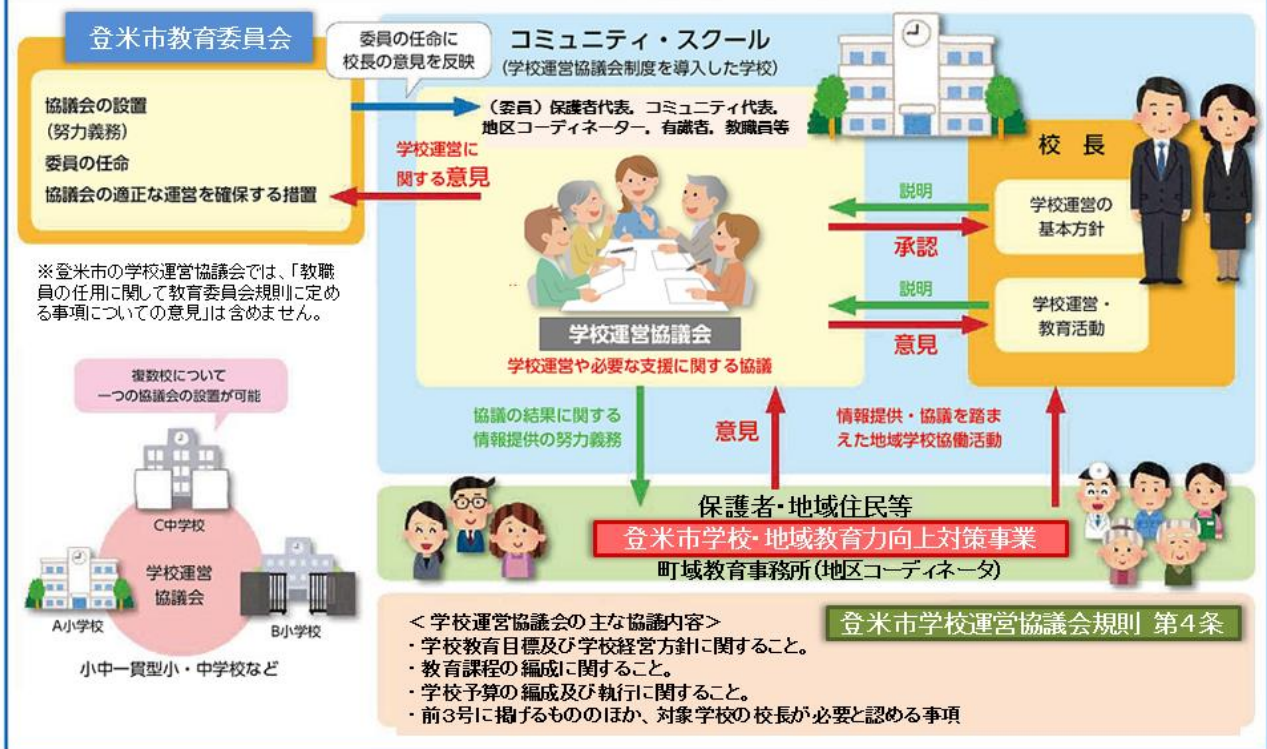 登米市教育委員会
協議会の設置
(努力義務)
委員の任命
協議会の適正な運営を確保する措置
委員の任命に
校長の意見を反映
コミュニティ・スクール
(学校運営協議会制度を導入した学校)
(委員)保護者代表．コミュニティ代表．
地区コーディネーター．有識者．教職員等
学校運営に
関する意見
校長
説明
承認
学校運営の
基本方針
説明
意見
学校運営・
教育活動
学校運営協議会
学校運営や必要な支援に関する協議
※登米市の学校運営協議会では、「教職
員の任用に関して教育委員会規則に定め
る事項についての意見」は含めません。
複数校について
一つの協議会の設置が可能
C中学校
学校運営
協議会
A小学校
B小学校
小中一貫型小・中学校など
協議の結果に関する
情報提供の努力義務
意見
情報提供・協議を踏ま
えた地域学校協働活動
保護者・地域住民等
登米市学校・地域教育力向上対策事業
町域教育事務所(地区コーディネータ)
＜学校運営協議会の主な協議内容＞
登米市学校運営協議会規則 第4条
・学校教育目標及び学校経営方針に関すること。
・教育課程の編成に関すること。
・学校予算の編成及び執行に関すること。
・前3号に掲げるもののほか、対象学校の校長が必要と認める事項